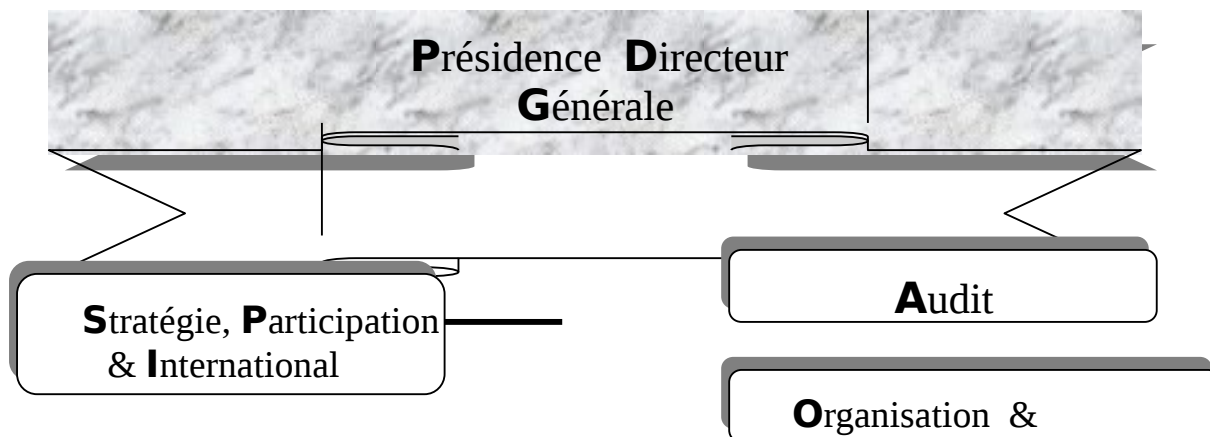 Présidence Directeur
Générale
Stratégie, Participation
& International
Audit
Organisation &